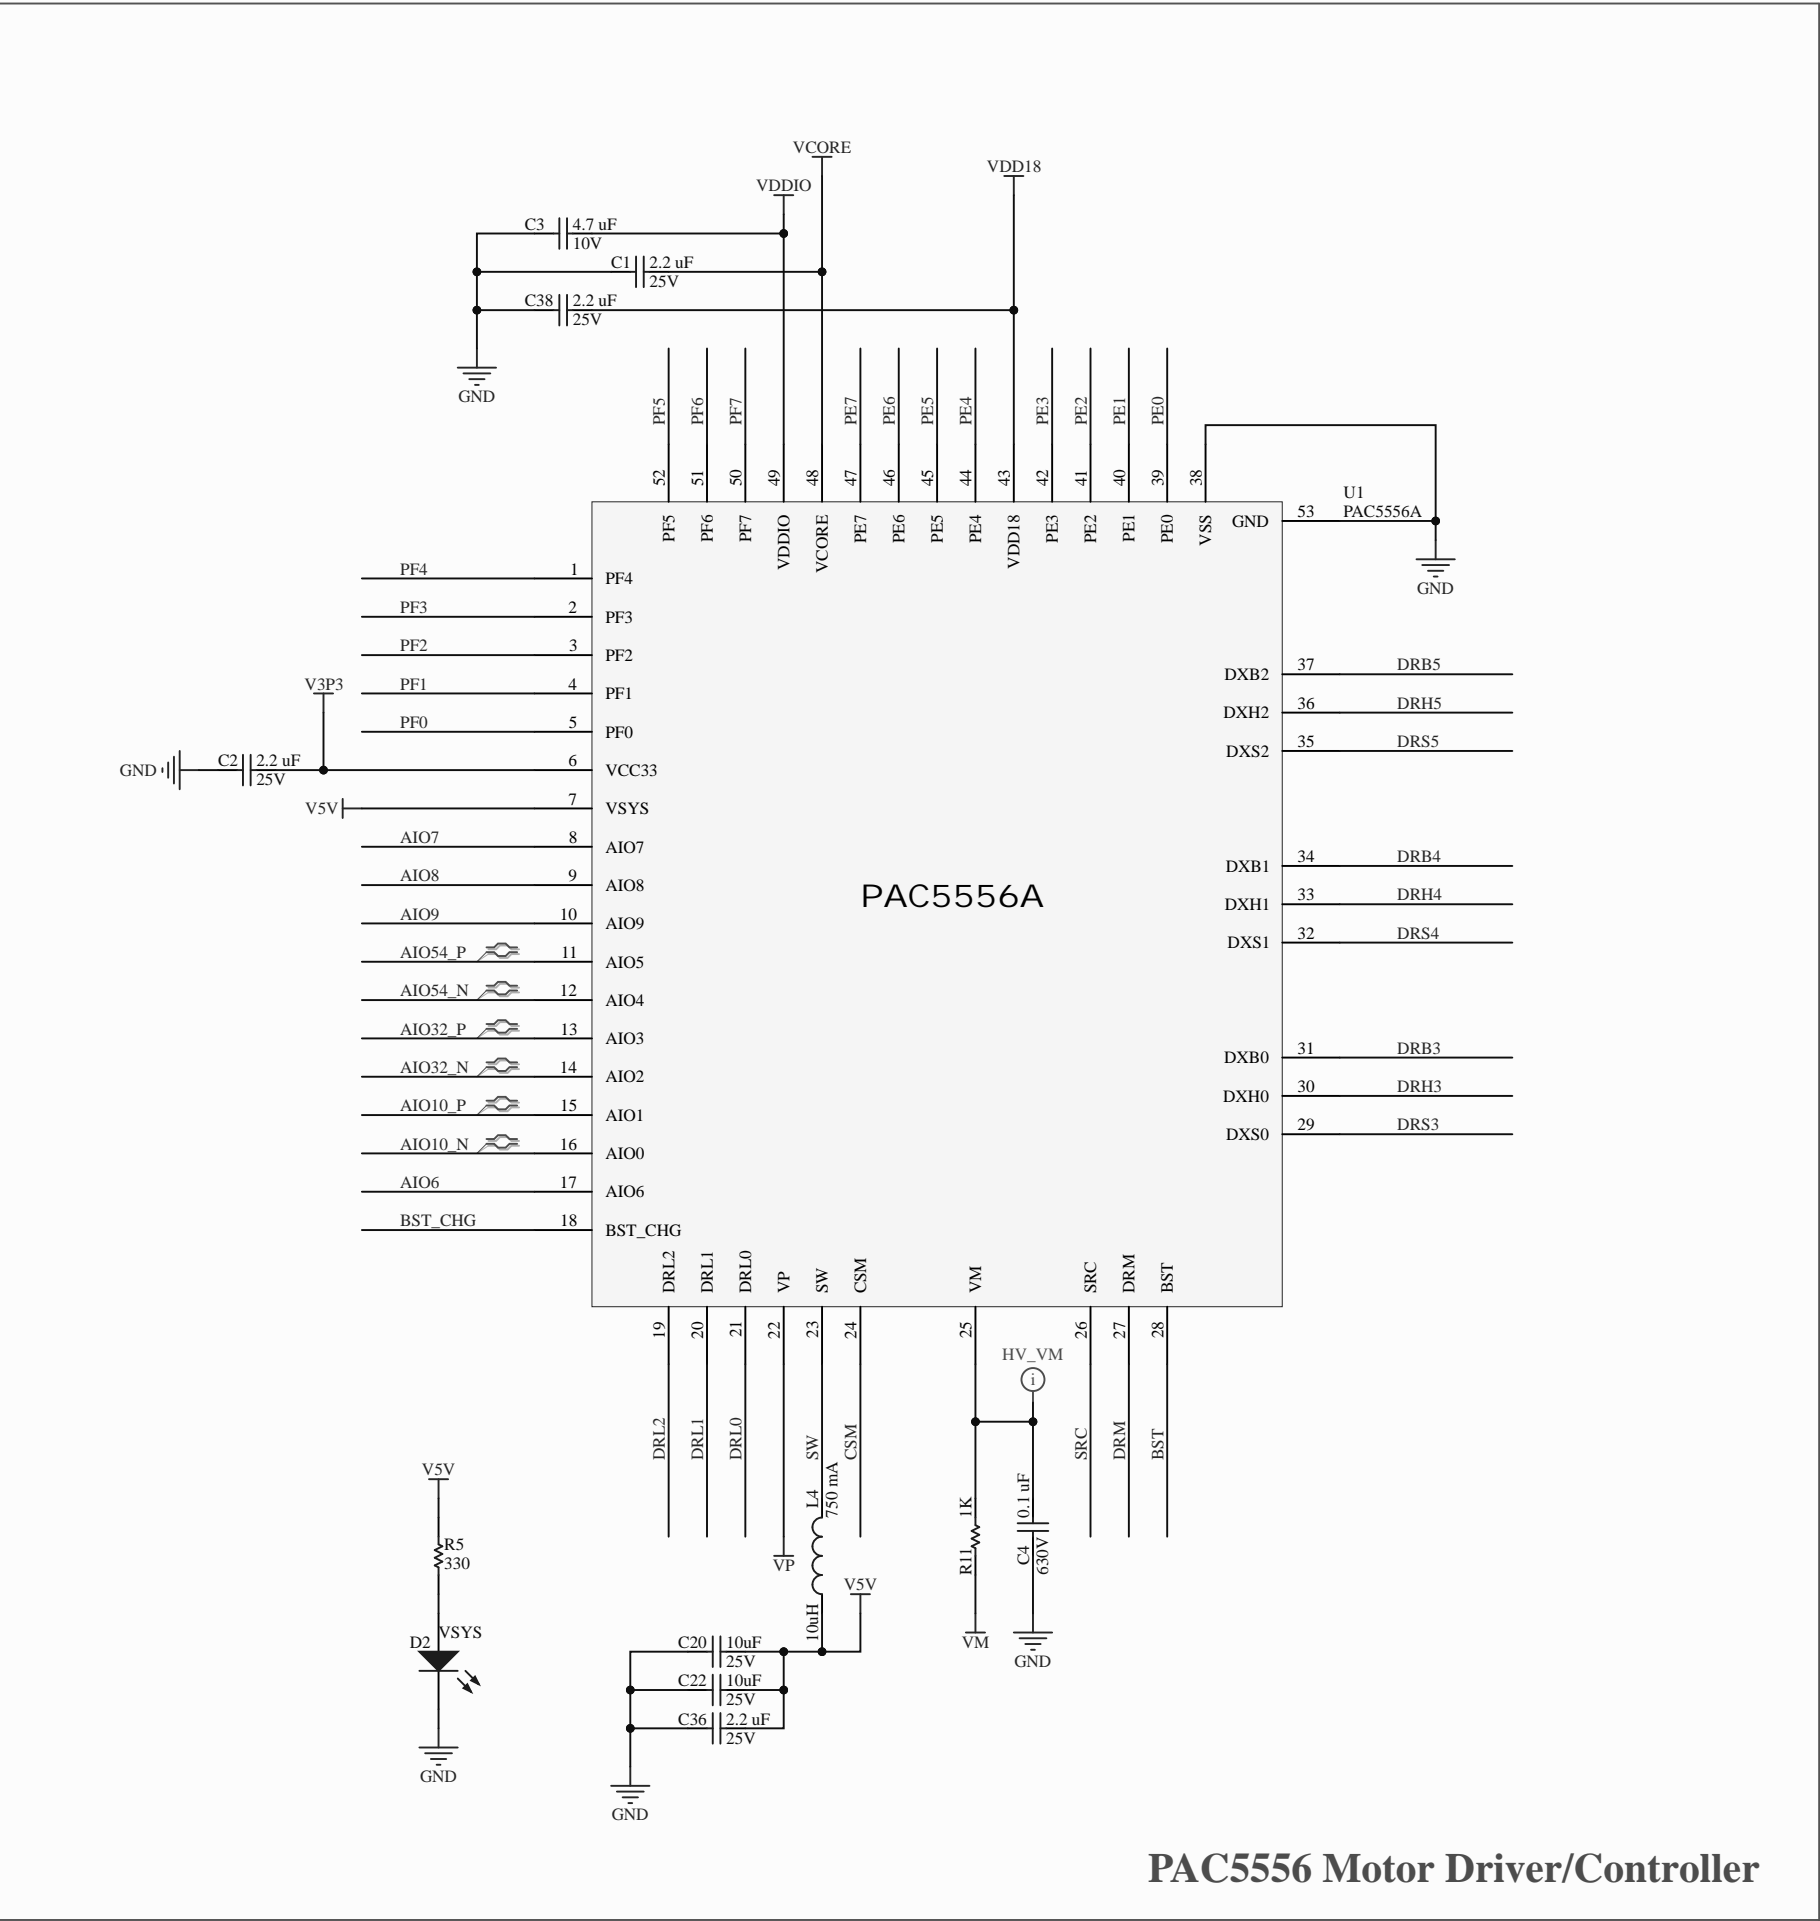 VCORE
VDD18
VDDIO
C3
4.7 uF
10V
C1
2.2 uF
25V
C38
2.2 uF
25V
GND
PF5
PF6
PF7
PE7
PE6
PE5
PE4
PE3
PE2
PE1
PE0
52
51
50
49
48
47
46
45
44
43
42
41
40
39
38
PF5
PF6
PF7
VDDIO
VCORE
PE7
PE6
PE5
PE4
VDD18
PE3
PE2
PE1
PE0
VSS
GND
53
U1
PAC5556A
GND
PF4
1
PF4
PF3
2
PF3
PF2
3
PF2
V3P3
PF1
4
PF1
PF0
5
PF0
GND
C2
2.2 uF
25V
6
VCC33
V5V
7
VSYS
AIO7
8
AIO7
AIO8
9
AIO8
AIO9
10
AIO9
AIO54_P
11
AIO5
AIO54_N
12
AIO4
AIO32_P
13
AIO3
AIO32_N
14
AIO2
AIO10_P
15
AIO1
AIO10_N
16
AIO0
AIO6
17
AIO6
BST_CHG
18
BST_CHG
PAC5556A
DXB2
37
DRB5
DXH2
36
DRH5
DXS2
35
DRS5
DXB1
34
DRB4
DXH1
33
DRH4
DXS1
32
DRS4
DXB0
31
DRB3
DXH0
30
DRH3
DXS0
29
DRS3
DRL2
DRL1
DRL0
VP
SW
CSM
VM
SRC
DRM
BST
19
20
21
22
23
24
25
26
27
28
HV_VM
i
DRL2
DRL1
DRL0
SW
CSM
SRC
DRM
BST
L4
750 mA
10uH
VP
V5V
R11
1K
VM
C4
0.1 uF
630V
GND
V5V
R5
330
VSYS
D2
GND
C20
10uF
25V
C22
10uF
25V
C36
2.2 uF
25V
GND
PAC5556 Motor Driver/Controller